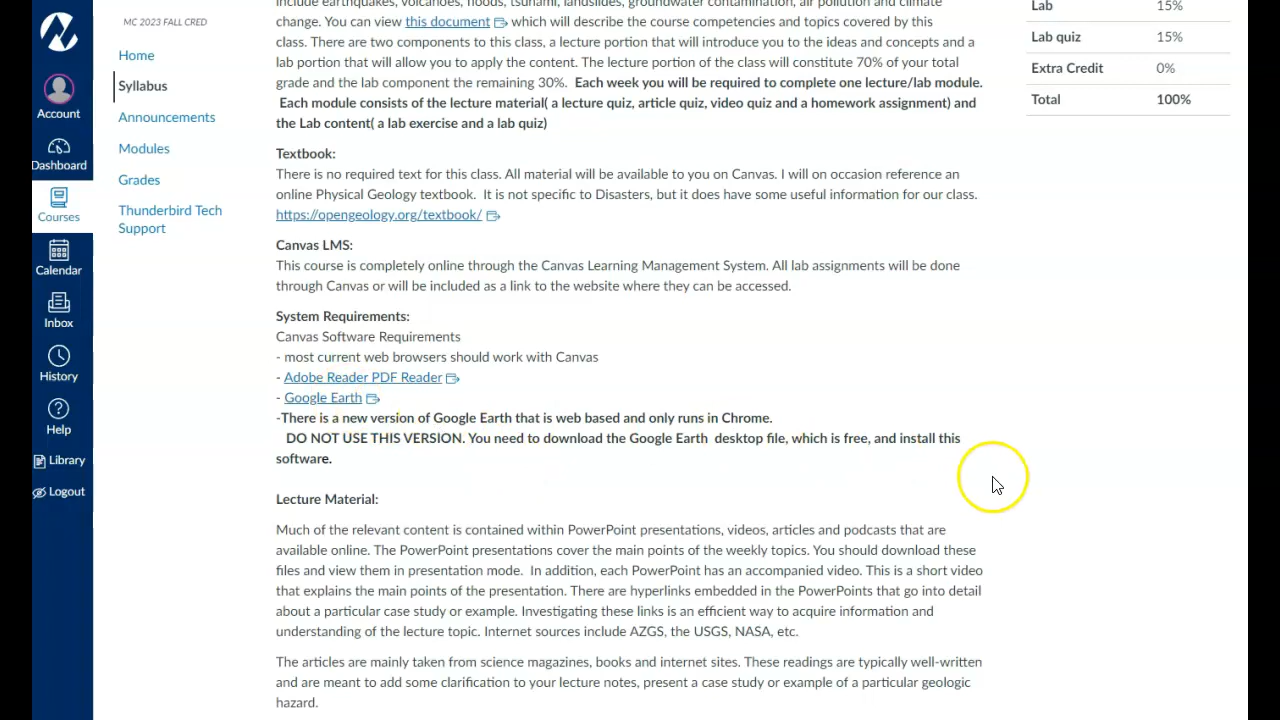 MC 2023 FALL CRED
Account
Dashboard
Courses
Calendar
Inbox
History
Help
Library
Logout
Home
Syllabus
Announcements
Modules
Grades
Thunderbird Tech
Support
include earthquakes, volcanoes, floods, tsunami, landslides, groundwater contamination, air pollution and climate
change. You can view this document which will describe the course competencies and topics covered by this
class. There are two components to this class, a lecture portion that will introduce you to the ideas and concepts and a
lab portion that will allow you to apply the content. The lecture portion of the class will constitute 70% of your total
grade and the lab component the remaining 30%. Each week you will be required to complete one lecture/lab module.
Each module consists of the lecture material( a lecture quiz, article quiz, video quiz and a homework assignment) and
the Lab content( a lab exercise and a lab quiz)
Textbook:
There is no required text for this class. All material will be available to you on Canvas. I will on occasion reference an
online Physical Geology textbook. It is not specific to Disasters, but it does have some useful information for our class.
https://opengeology.org/textbook/
Canvas LMS:
This course is completely online through the Canvas Learning Management System. All lab assignments will be done
through Canvas or will be included as a link to the website where they can be accessed.
System Requirements:
Canvas Software Requirements
- most current web browsers should work with Canvas
- Adobe Reader PDF Reader
- Google Earth
-There is a new version of Google Earth that is web based and only runs in Chrome.
DO NOT USE THIS VERSION. You need to download the Google Earth desktop file, which is free, and install this
software.
Lecture Material:
Much of the relevant content is contained within PowerPoint presentations, videos, articles and podcasts that are
available online. The PowerPoint presentations cover the main points of the weekly topics. You should download these
files and view them in presentation mode. In addition, each PowerPoint has an accompanied video. This is a short video
that explains the main points of the presentation. There are hyperlinks embedded in the PowerPoints that go into detail
about a particular case study or example. Investigating these links is an efficient way to acquire information and
understanding of the lecture topic. Internet sources include AZGS, the USGS, NASA, etc.
The articles are mainly taken from science magazines, books and internet sites. These readings are typically well-written
and are meant to add some clarification to your lecture notes, present a case study or example of a particular geologic
hazard.
Lab 15%
Lab quiz 15%
Extra Credit 0%
Total 100%